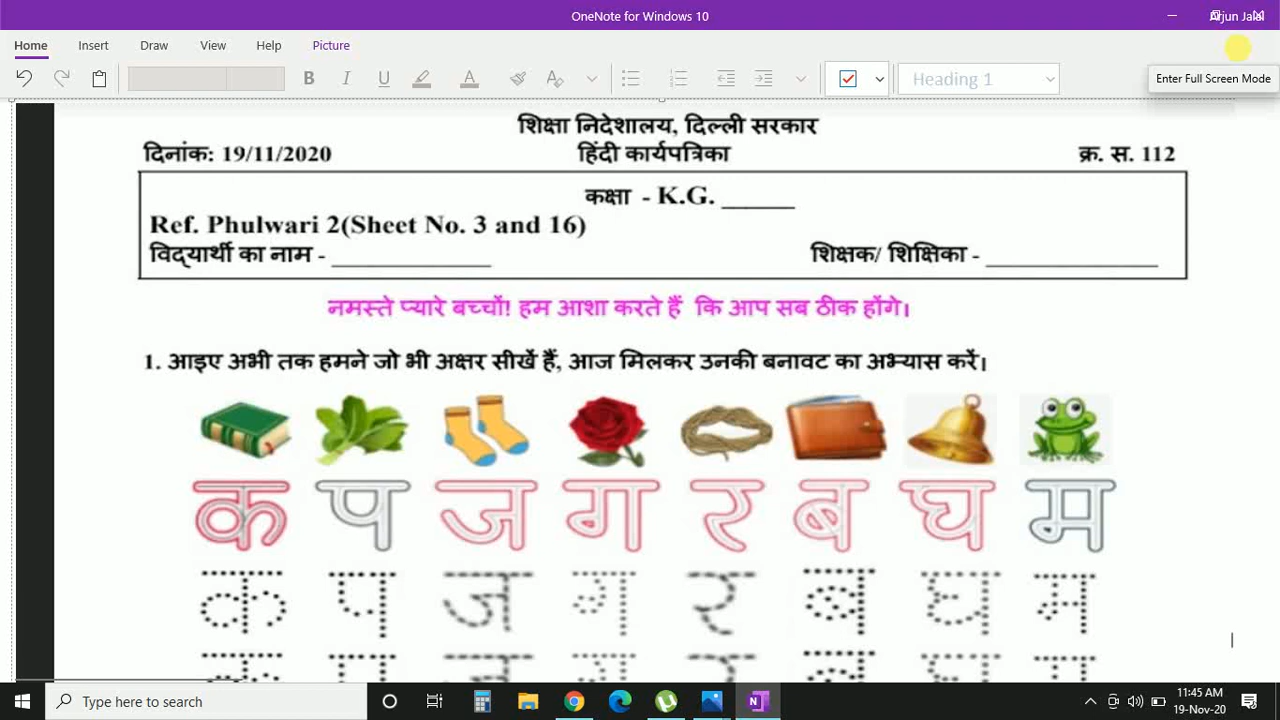 OneNote for Windows 10
Home Insert Draw View Help Picture
B I U A Heading 1 Enter Full Screen Mode
शिक्षा निदेशालय, दिल्ली सरकार
दिनांक: 19/11/2020 हिंदी कार्यपत्रिका क्र. स. 112
कक्षा - K.G. ______
Ref. Phulwari 2(Sheet No. 3 and 16)
विद्यार्थी का नाम - ____________ शिक्षक/ शिक्षिका - _____________
नमस्ते प्यारे बच्चों! हम आशा करते हैं कि आप सब ठीक होंगे।
1. आइए अभी तक हमने जो भी अक्षर सीखें हैं, आज मिलकर उनकी बनावट का अभ्यास करें।
क प ज ग र ब घ म
क प ज ग र ब घ म
Type here to search
11:45 AM
19-Nov-20